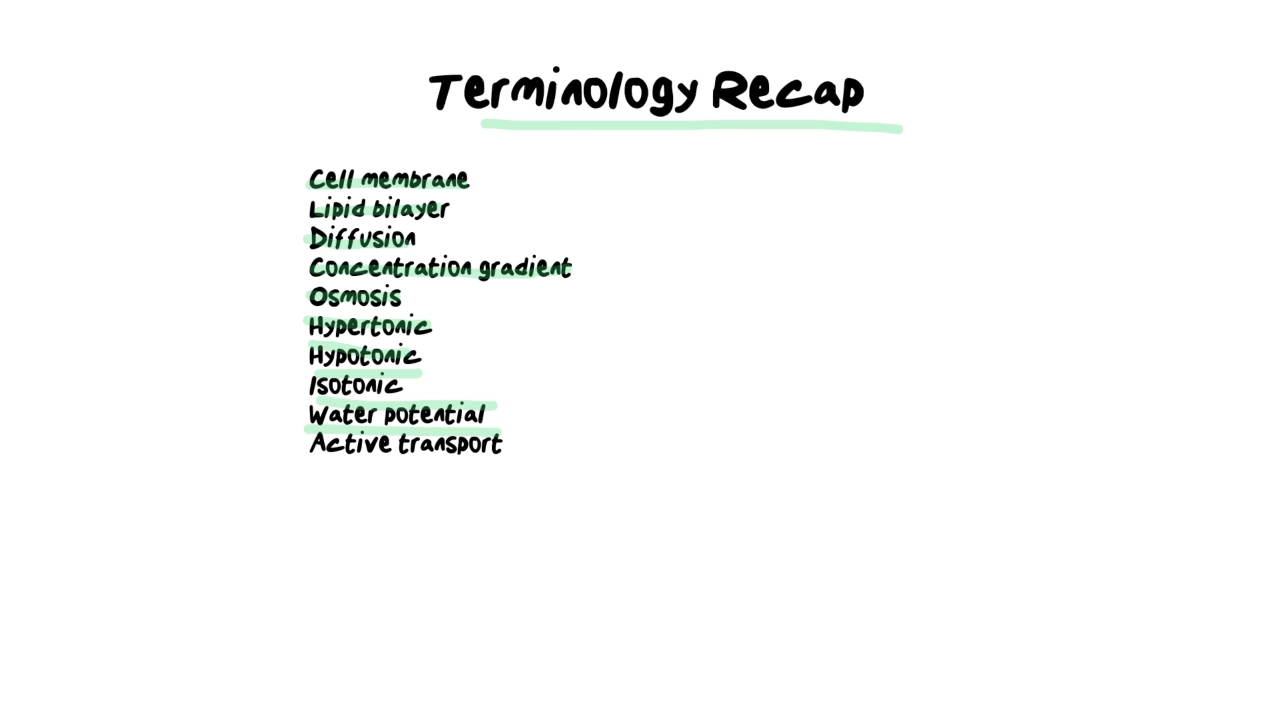 Terminology Recap
Cell membrane
Lipid bilayer
Diffusion
Concentration gradient
Osmosis
Hypertonic
Hypotonic
Isotonic
Water potential
Active transport